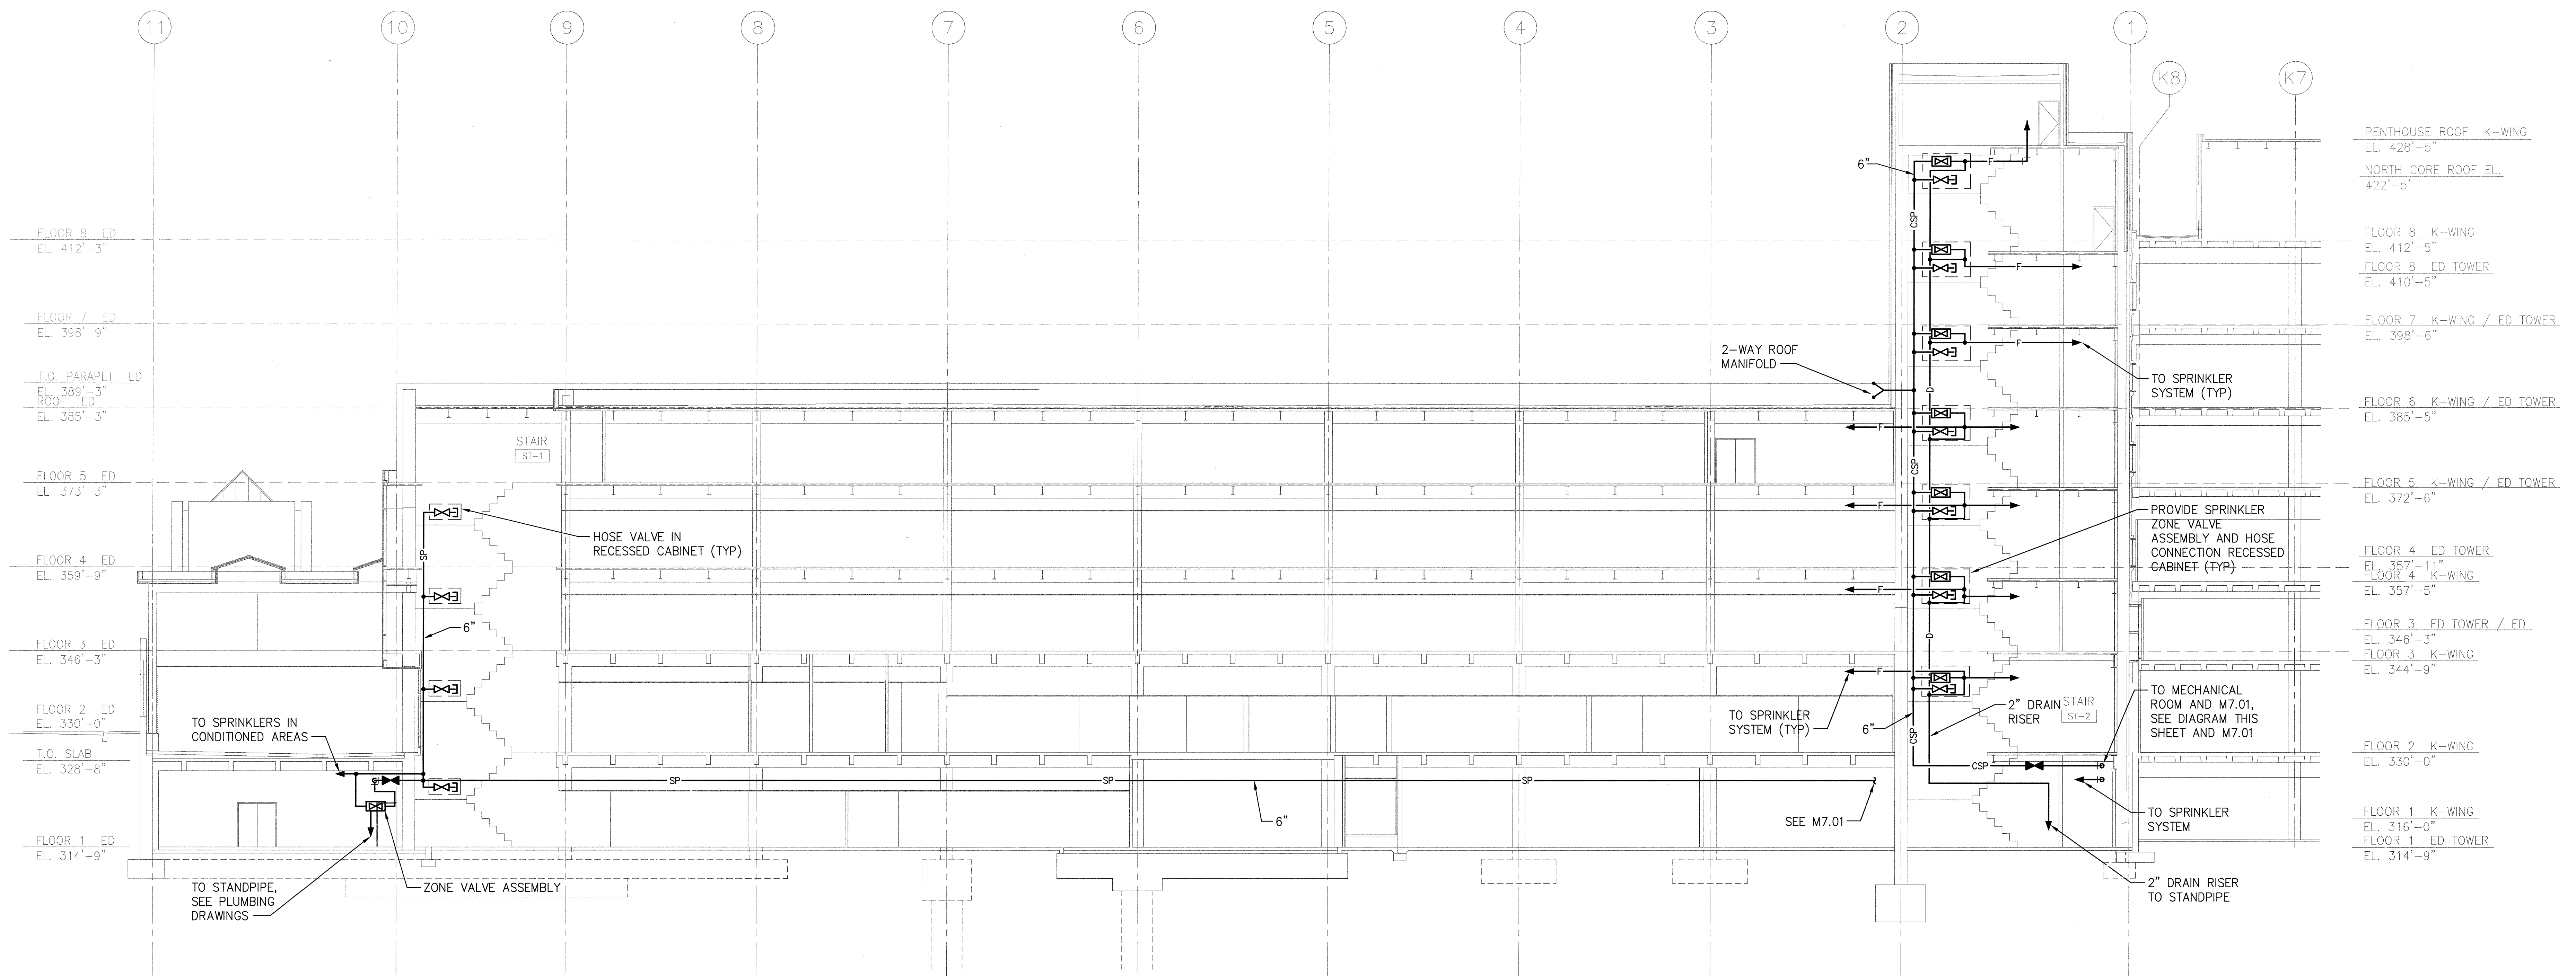 11
10
9
8
7
6
5
4
3
2
1
K8
K7
FLOOR 8 ED
EL. 412'-3"
FLOOR 7 ED
EL. 398'-9"
T.O. PARAPET ED
EL. 389'-3"
ROOF ED
EL. 385'-3"
FLOOR 5 ED
EL. 373'-3"
FLOOR 4 ED
EL. 359'-9"
FLOOR 3 ED
EL. 346'-3"
FLOOR 2 ED
EL. 330'-0"
T.O. SLAB
EL. 328'-8"
FLOOR 1 ED
EL. 314'-9"
TO SPRINKLERS IN
CONDITIONED AREAS
TO STANDPIPE,
SEE PLUMBING
DRAWINGS
ZONE VALVE ASSEMBLY
STAIR
ST-1
HOSE VALVE IN
RECESSED CABINET (TYP)
SP
6"
SP
SP
SP
6"
SEE M7.01
2-WAY ROOF
MANIFOLD
TO SPRINKLER
SYSTEM (TYP)
6"
6"
CSP
CSP
CSP
CSP
D
D
F
F
F
F
F
F
F
2" DRAIN
RISER
STAIR
ST-2
PENTHOUSE ROOF K-WING
EL. 428'-5"
NORTH CORE ROOF EL.
422'-5'
FLOOR 8 K-WING
EL. 412'-5"
FLOOR 8 ED TOWER
EL. 410'-5"
FLOOR 7 K-WING / ED TOWER
EL. 398'-6"
TO SPRINKLER
SYSTEM (TYP)
FLOOR 6 K-WING / ED TOWER
EL. 385'-5"
FLOOR 5 K-WING / ED TOWER
EL. 372'-6"
PROVIDE SPRINKLER
ZONE VALVE
ASSEMBLY AND HOSE
CONNECTION RECESSED
CABINET (TYP)
FLOOR 4 ED TOWER
EL. 357'-11"
FLOOR 4 K-WING
EL. 357'-5"
FLOOR 3 ED TOWER / ED
EL. 346'-3"
FLOOR 3 K-WING
EL. 344'-9"
TO MECHANICAL
ROOM AND M7.01,
SEE DIAGRAM THIS
SHEET AND M7.01
FLOOR 2 K-WING
EL. 330'-0"
TO SPRINKLER
SYSTEM
FLOOR 1 K-WING
EL. 316'-0"
FLOOR 1 ED TOWER
EL. 314'-9"
2" DRAIN RISER
TO STANDPIPE